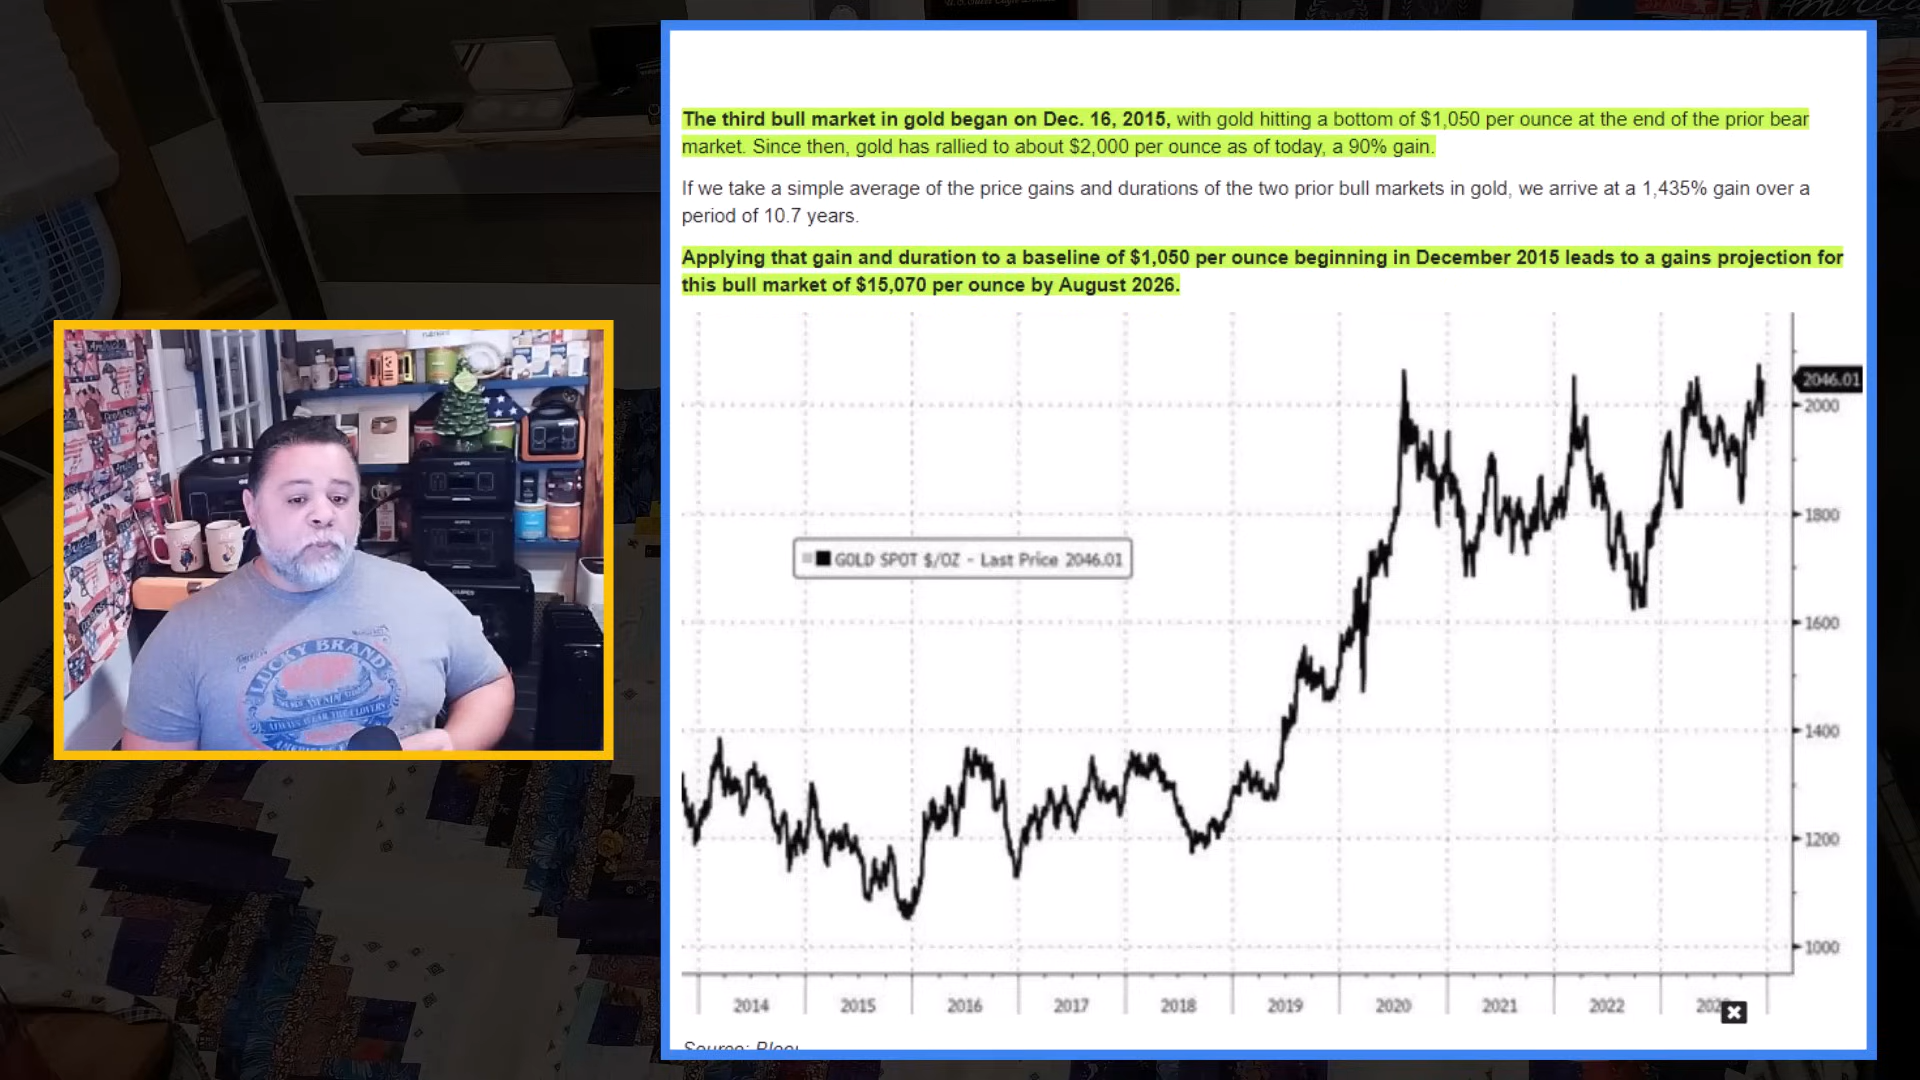 The third bull market in gold began on Dec. 16, 2015, with gold hitting a bottom of $1,050 per ounce at the end of the prior bear
market. Since then, gold has rallied to about $2,000 per ounce as of today, a 90% gain.
If we take a simple average of the price gains and durations of the two prior bull markets in gold, we arrive at a 1,435% gain over a
period of 10.7 years.
Applying that gain and duration to a baseline of $1,050 per ounce beginning in December 2015 leads to a gains projection for
this bull market of $15,070 per ounce by August 2026.
2046.01
2000
1800
GOLD SPOT $/OZ - Last Price 2046.01
1600
1400
1200
1000
2014 2015 2016 2017 2018 2019 2020 2021 2022
LUCKY BRAND
ALWAYS WEAR THE CLOVERS